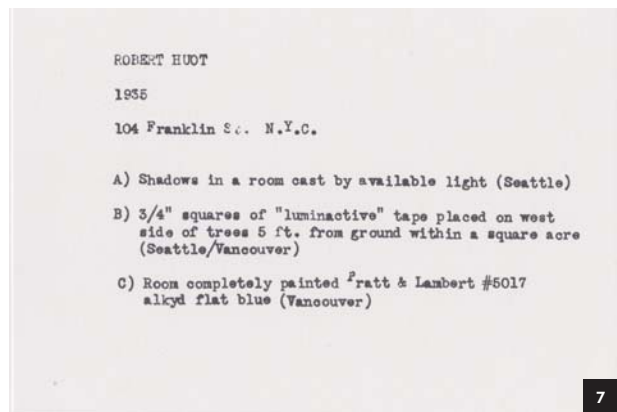 ROBERT HUOT
1935
104 Franklin St. N.Y.C.
A) Shadows in a room cast by available light (Seattle)
B) 3/4" squares of "luminactive" tape placed on west
side of trees 5 ft. from ground within a square acre
(Seattle/Vancouver)
C) Room completely painted Pratt & Lambert #5017
alkyd flat blue (Vancouver)
7